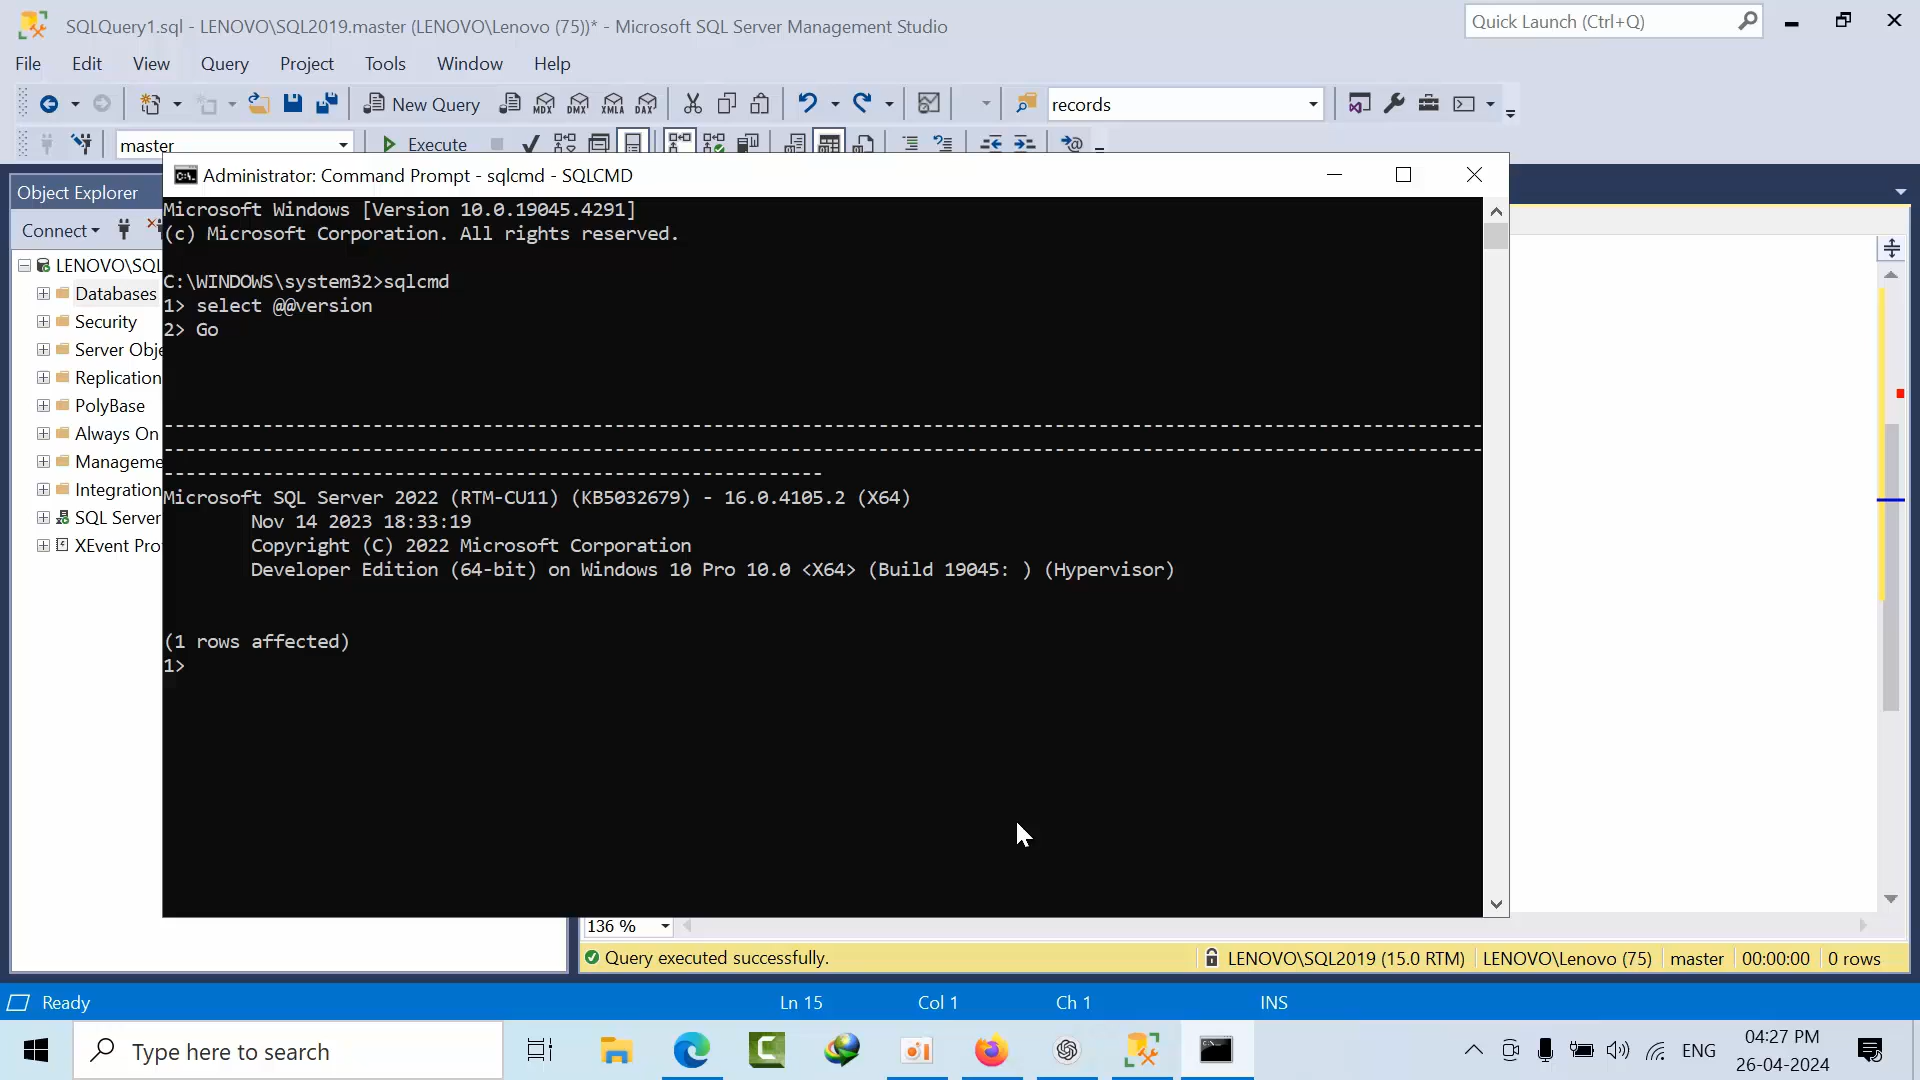 SQLQuery1.sql - LENOVO\SQL2019.master (LENOVO\Lenovo (75))* - Microsoft SQL Server Management Studio
Quick Launch (Ctrl+Q)
File Edit View Query Project Tools Window Help
New Query MDX DMX XMLA DAX records
master Execute
Administrator: Command Prompt - sqlcmd - SQLCMD
Object Explorer
Connect
LENOVO\SQL
Databases
Security
Server Obje
Replication
PolyBase
Always On
Manageme
Integration
SQL Server
XEvent Pro
Microsoft Windows [Version 10.0.19045.4291]
(c) Microsoft Corporation. All rights reserved.
C:\WINDOWS\system32>sqlcmd
1> select @@version
2> Go
------------------------------------------------------------------------------------------------------------------------
------------------------------------------------------------------------------------------------------------------------
------------------------------------------------------------
Microsoft SQL Server 2022 (RTM-CU11) (KB5032679) - 16.0.4105.2 (X64)
Nov 14 2023 18:33:19
Copyright (C) 2022 Microsoft Corporation
Developer Edition (64-bit) on Windows 10 Pro 10.0 <X64> (Build 19045: ) (Hypervisor)
(1 rows affected)
1>
136 %
Query executed successfully. LENOVO\SQL2019 (15.0 RTM) LENOVO\Lenovo (75) master 00:00:00 0 rows
Ready Ln 15 Col 1 Ch 1 INS
Type here to search
ENG
04:27 PM
26-04-2024